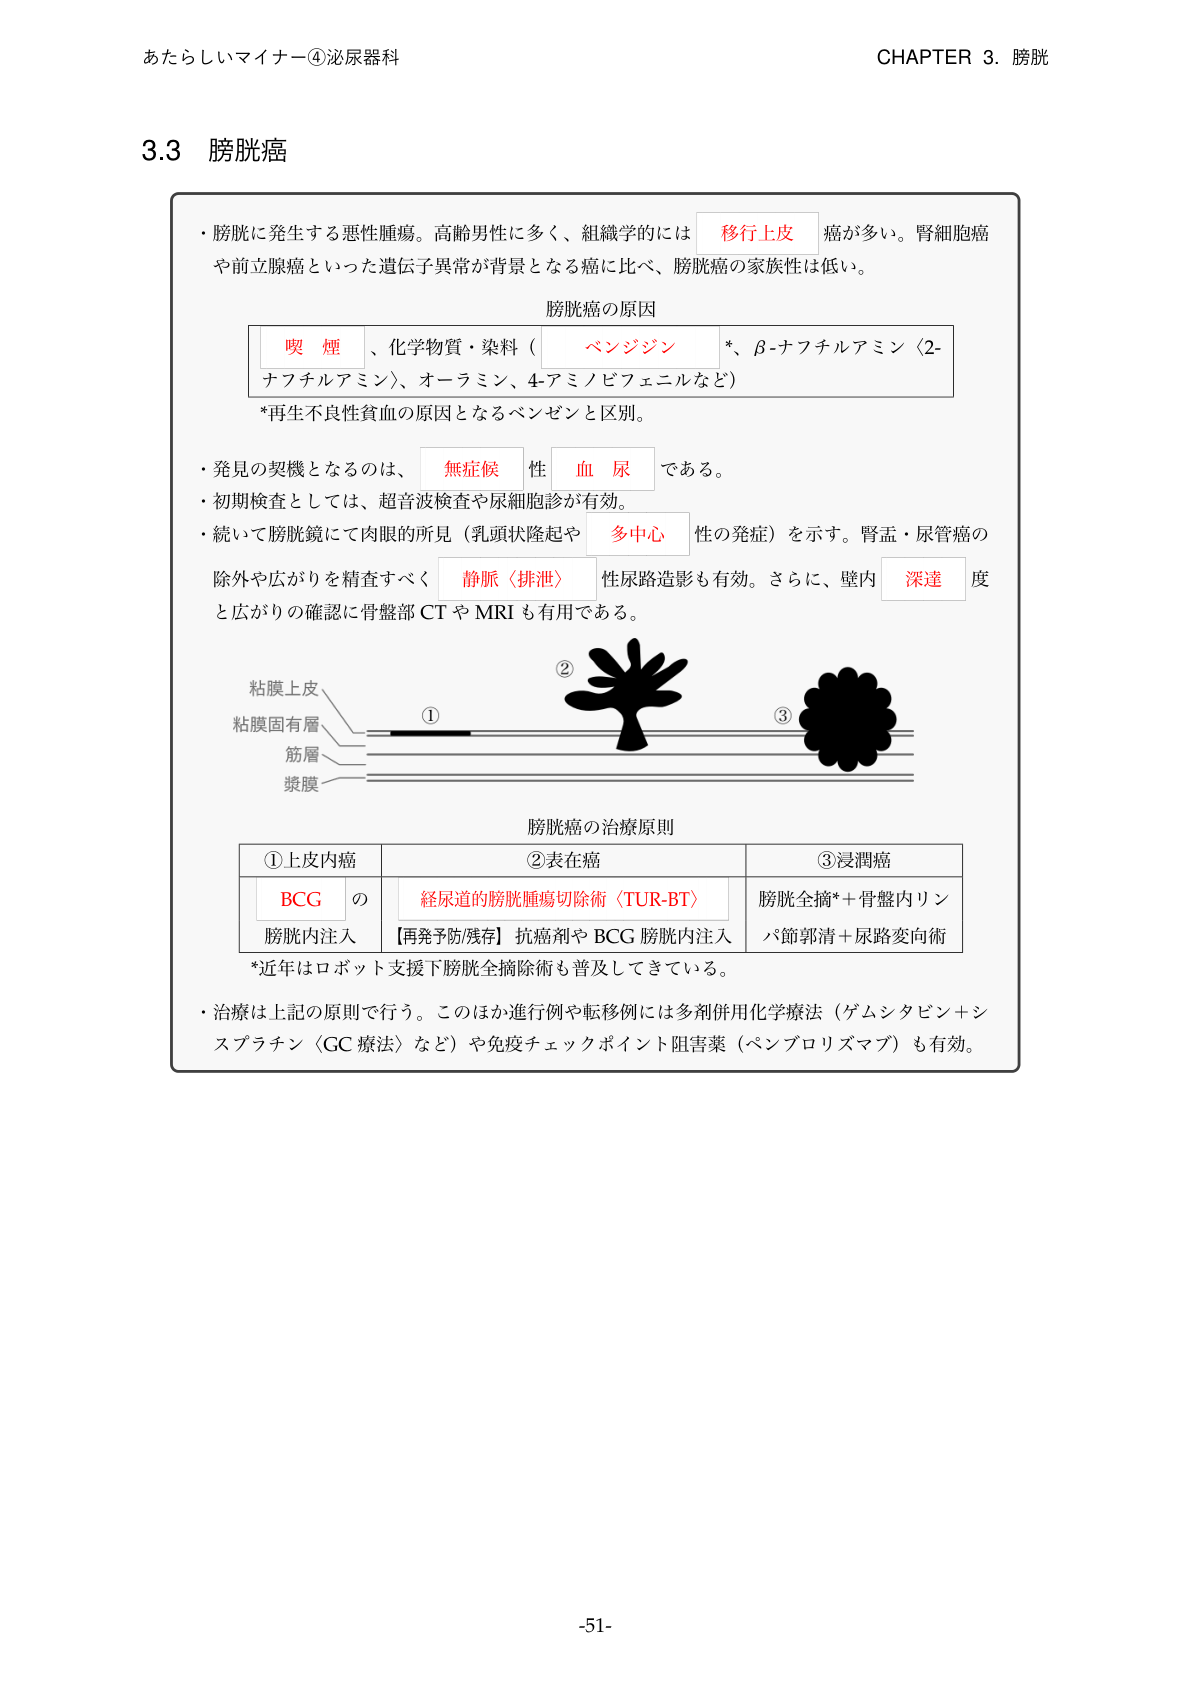 あたらしいマイナー④泌尿器科
CHAPTER 3. 膀胱
3.3 膀胱癌
・膀胱に発生する悪性腫瘍。高齢男性に多く、組織学的には 移行上皮 癌が多い。腎細胞癌
や前立腺癌といった遺伝子異常が背景となる癌に比べ、膀胱癌の家族性は低い。
膀胱癌の原因
喫 煙 、化学物質・染料（ ベンジジン *、β-ナフチルアミン〈2-
ナフチルアミン〉、オーラミン、4-アミノビフェニルなど）
*再生不良性貧血の原因となるベンゼンと区別。
・発見の契機となるのは、 無症候 性 血 尿 である。
・初期検査としては、超音波検査や尿細胞診が有効。
・続いて膀胱鏡にて肉眼的所見（乳頭状隆起や 多中心 性の発症）を示す。腎盂・尿管癌の
除外や広がりを精査すべく 静脈〈排泄〉 性尿路造影も有効。さらに、壁内 深達 度
と広がりの確認に骨盤部 CT や MRI も有用である。
粘膜上皮
粘膜固有層
筋層
漿膜
①
②
③
膀胱癌の治療原則
①上皮内癌 ②表在癌 ③浸潤癌
BCG の 経尿道的膀胱腫瘍切除術〈TUR-BT〉 膀胱全摘*＋骨盤内リン
膀胱内注入 【再発予防/残存】抗癌剤や BCG 膀胱内注入 パ節郭清＋尿路変向術
*近年はロボット支援下膀胱全摘除術も普及してきている。
・治療は上記の原則で行う。このほか進行例や転移例には多剤併用化学療法（ゲムシタビン＋シ
スプラチン〈GC 療法〉など）や免疫チェックポイント阻害薬（ペンブロリズマブ）も有効。
-51-